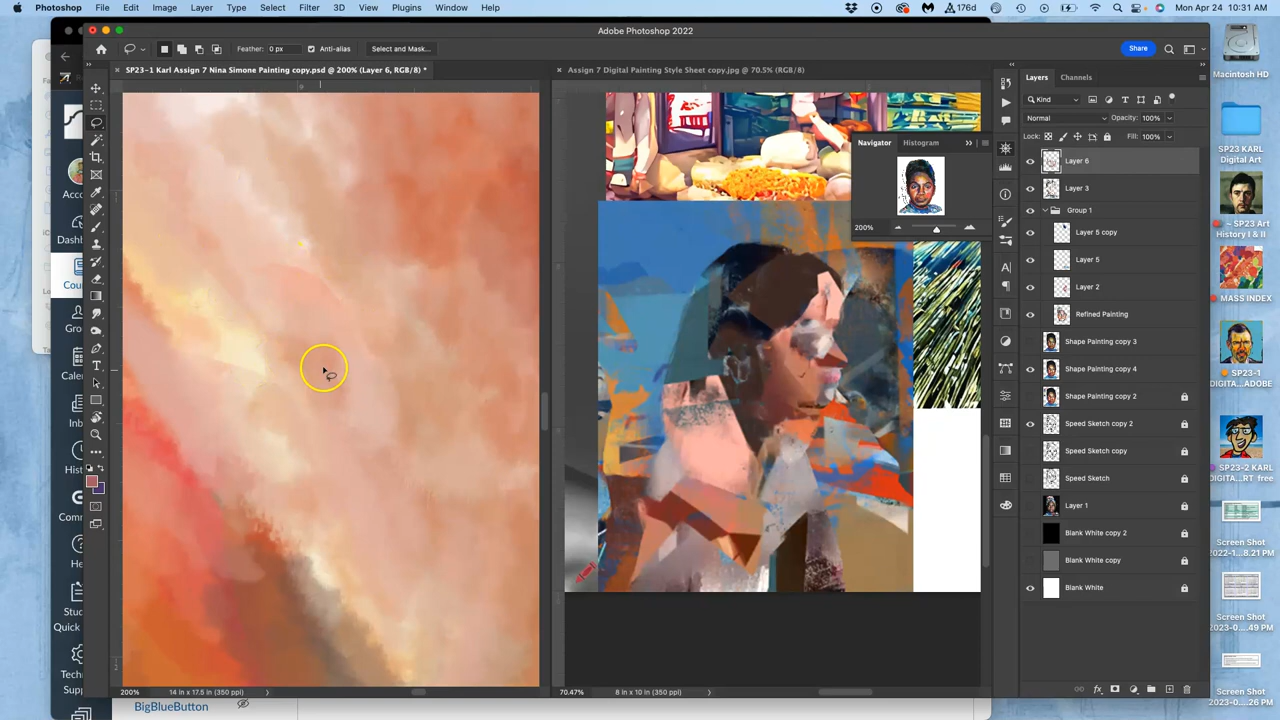 Photoshop File Edit Image Layer Type Select Filter 3D View Plugins Window Help 176d Mon Apr 24 10:31 AM
Adobe Photoshop 2022
Feather: 0 px Anti-alias Select and Mask... Share
SP23-1 Karl Assign 7 Nina Simone Painting copy.psd @ 200% (Layer 6, RGB/8) *
Assign 7 Digital Painting Style Sheet copy.jpg @ 70.5% (RGB/8)
Layers Channels
Kind
Normal Opacity: 100%
Lock: Fill: 100%
Navigator Histogram
200%
Layer 6
Layer 3
Group 1
Layer 5 copy
Layer 5
Layer 2
Refined Painting
Shape Painting copy 3
Shape Painting copy 4
Shape Painting copy 2
Speed Sketch copy 2
Speed Sketch copy
Speed Sketch
Layer 1
Blank White copy 2
Blank White copy
Blank White
Macintosh HD
SP23 KARL
Digital Art
~ SP23 Art
History I & II
MASS INDEX
SP23-1
DIGITA...ADOBE
SP23-2 KARL
DIGITA...RT free
Screen Shot
2022-1...8.21 PM
Screen Shot
2023-0....49 PM
Screen Shot
2023-0....26 PM
200% 14 in x 17.5 in (350 ppi)
70.47% 8 in x 10 in (350 ppi)
Acco
Dashb
Cour
Grou
Calen
Inb
Hist
Comm
He
Stud
Quick
Techn
Supp
BigBlueButton